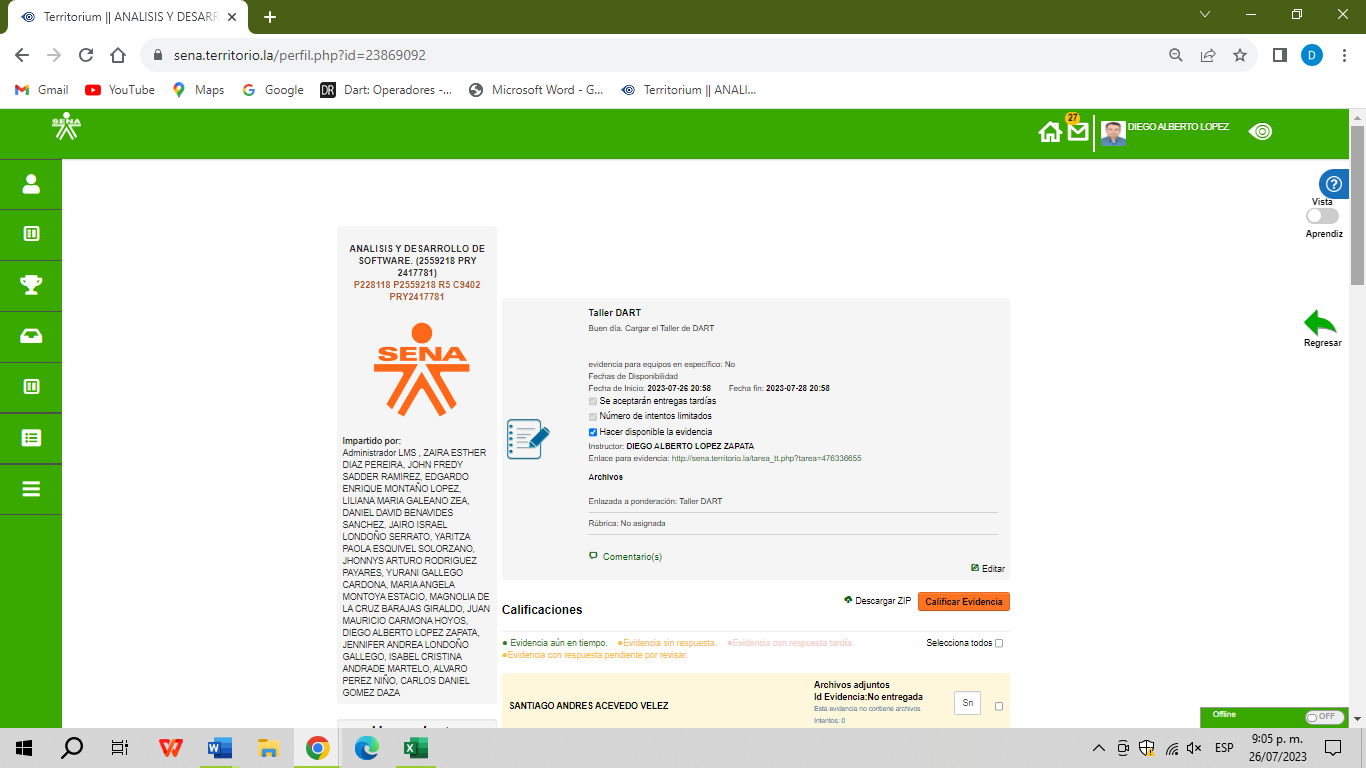 Territorium || ANALISIS Y DESARR
sena.territorio.la/perfil.php?id=23869092
D
Gmail
YouTube
Maps
Google
DR Dart: Operadores -...
Microsoft Word - G...
Territorium || ANALI...
SENA
27
DIEGO ALBERTO LOPEZ
Vista
Aprendiz
Regresar
ANALISIS Y DESARROLLO DE
SOFTWARE. (2559218 PRY
2417781)
P228118 P2559218 R5 C9402
PRY2417781
SENA
Impartido por:
Administrador LMS , ZAIRA ESTHER
DIAZ PEREIRA, JOHN FREDY
SADDER RAMIREZ, EDGARDO
ENRIQUE MONTAÑO LOPEZ,
LILIANA MARIA GALEANO ZEA,
DANIEL DAVID BENAVIDES
SANCHEZ, JAIRO ISRAEL
LONDOÑO SERRATO, YARITZA
PAOLA ESQUIVEL SOLORZANO,
JHONNYS ARTURO RODRIGUEZ
PAYARES, YURANI GALLEGO
CARDONA, MARIA ANGELA
MONTOYA ESTACIO, MAGNOLIA DE
LA CRUZ BARAJAS GIRALDO, JUAN
MAURICIO CARMONA HOYOS,
DIEGO ALBERTO LOPEZ ZAPATA,
JENNIFER ANDREA LONDOÑO
GALLEGO, ISABEL CRISTINA
ANDRADE MARTELO, ALVARO
PEREZ NIÑO, CARLOS DANIEL
GOMEZ DAZA
Taller DART
Buen día. Cargar el Taller de DART
evidencia para equipos en específico: No
Fechas de Disponibilidad
Fecha de Inicio: 2023-07-26 20:58 Fecha fin: 2023-07-28 20:58
Se aceptarán entregas tardías
Número de intentos limitados
Hacer disponible la evidencia
Instructor: DIEGO ALBERTO LOPEZ ZAPATA
Enlace para evidencia: http://sena.territorio.la/tarea_tt.php?tarea=476336655
Archivos
Enlazada a ponderación: Taller DART
Rúbrica: No asignada
Comentario(s)
Editar
Calificaciones
Descargar ZIP
Calificar Evidencia
Evidencia aún en tiempo. Evidencia sin respuesta. Evidencia con respuesta tardía.
Evidencia con respuesta pendiente por revisar.
Selecciona todos
SANTIAGO ANDRES ACEVEDO VELEZ
Archivos adjuntos
Id Evidencia:No entregada
Esta evidencia no contiene archivos
Intentos: 0
Sn
Offline
OFF
ESP
9:05 p. m.
26/07/2023